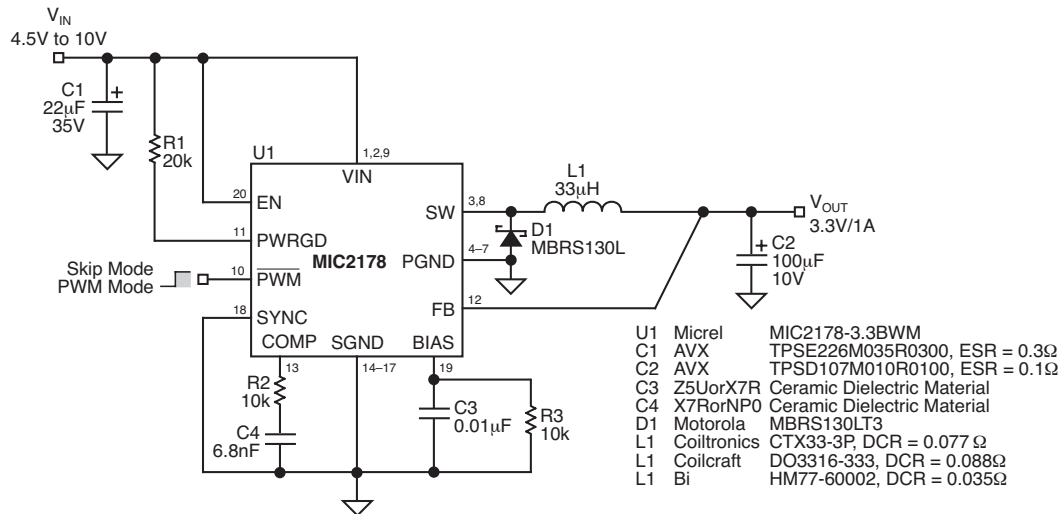 V_IN
4.5V to 10V
C1
22µF
35V
+
R1
20k
U1
1,2,9
VIN
20
EN
11
PWRGD
MIC2178
Skip Mode
PWM Mode
10
PWM
18
SYNC
COMP
SGND
BIAS
SW
3,8
PGND
4–7
FB
12
L1
33µH
D1
MBRS130L
V_OUT
3.3V/1A
+
C2
100µF
10V
13
14–17
19
R2
10k
C4
6.8nF
C3
0.01µF
R3
10k
U1 Micrel MIC2178-3.3BWM
C1 AVX TPSE226M035R0300, ESR = 0.3Ω
C2 AVX TPSD107M010R0100, ESR = 0.1Ω
C3 Z5UorX7R Ceramic Dielectric Material
C4 X7RorNP0 Ceramic Dielectric Material
D1 Motorola MBRS130LT3
L1 Coiltronics CTX33-3P, DCR = 0.077 Ω
L1 Coilcraft DO3316-333, DCR = 0.088Ω
L1 Bi HM77-60002, DCR = 0.035Ω